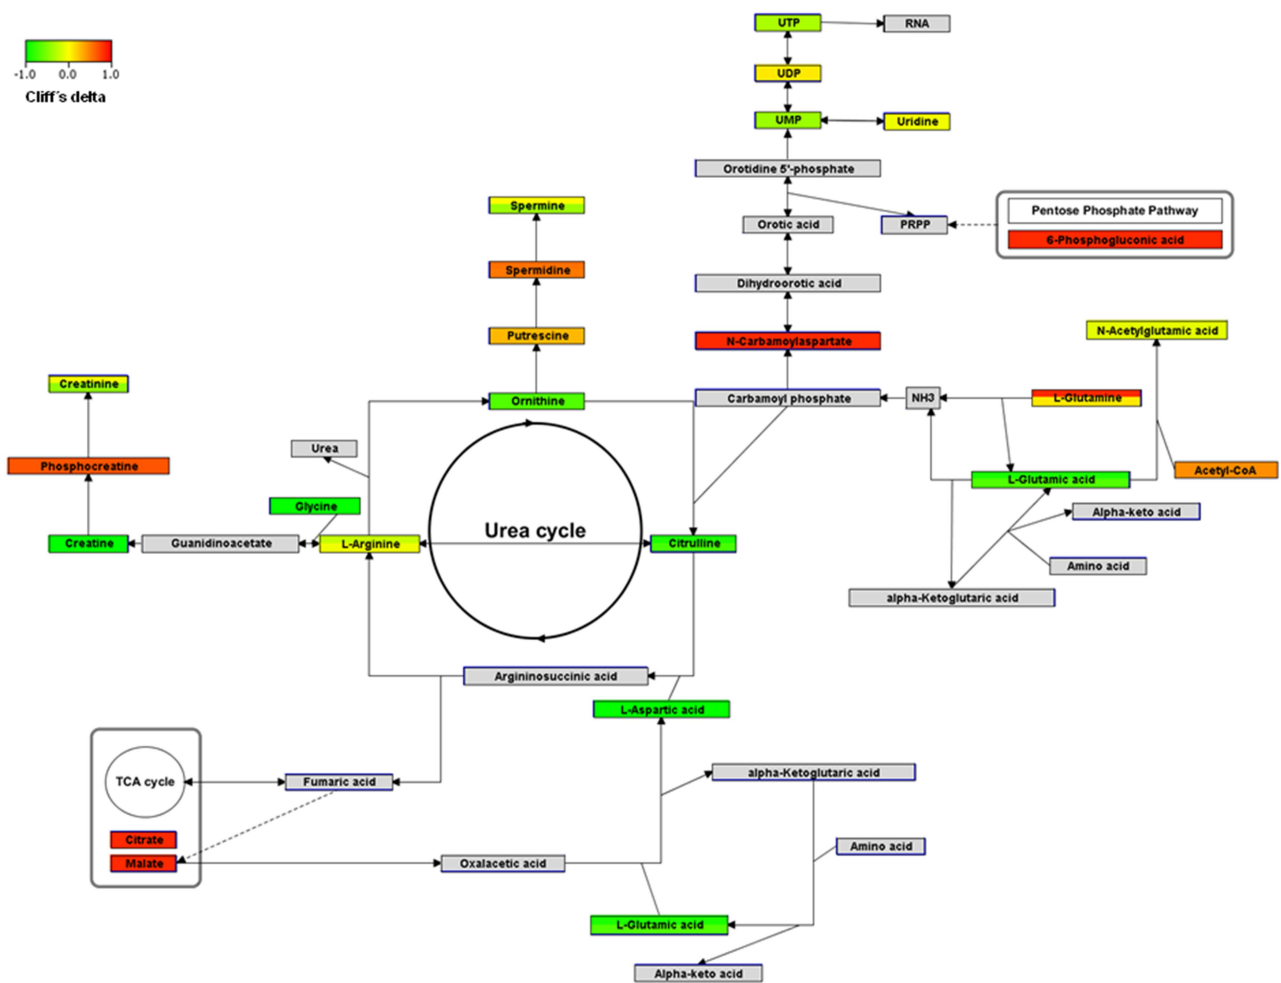 UTP
RNA
-1.0 0.0 1.0
Cliff´s delta
UDP
UMP
Uridine
Orotidine 5'-phosphate
Spermine
Orotic acid
PRPP
Pentose Phosphate Pathway
6-Phosphogluconic acid
Spermidine
Dihydroorotic acid
Putrescine
N-Carbamoylaspartate
N-Acetylglutamic acid
Creatinine
Ornithine
Carbamoyl phosphate
NH3
L-Glutamine
Urea
Phosphocreatine
Acetyl-CoA
L-Glutamic acid
Glycine
Alpha-keto acid
Urea cycle
Creatine
Guanidinoacetate
L-Arginine
Citrulline
Amino acid
alpha-Ketoglutaric acid
Argininosuccinic acid
L-Aspartic acid
TCA cycle
Fumaric acid
alpha-Ketoglutaric acid
Citrate
Amino acid
Malate
Oxalacetic acid
L-Glutamic acid
Alpha-keto acid